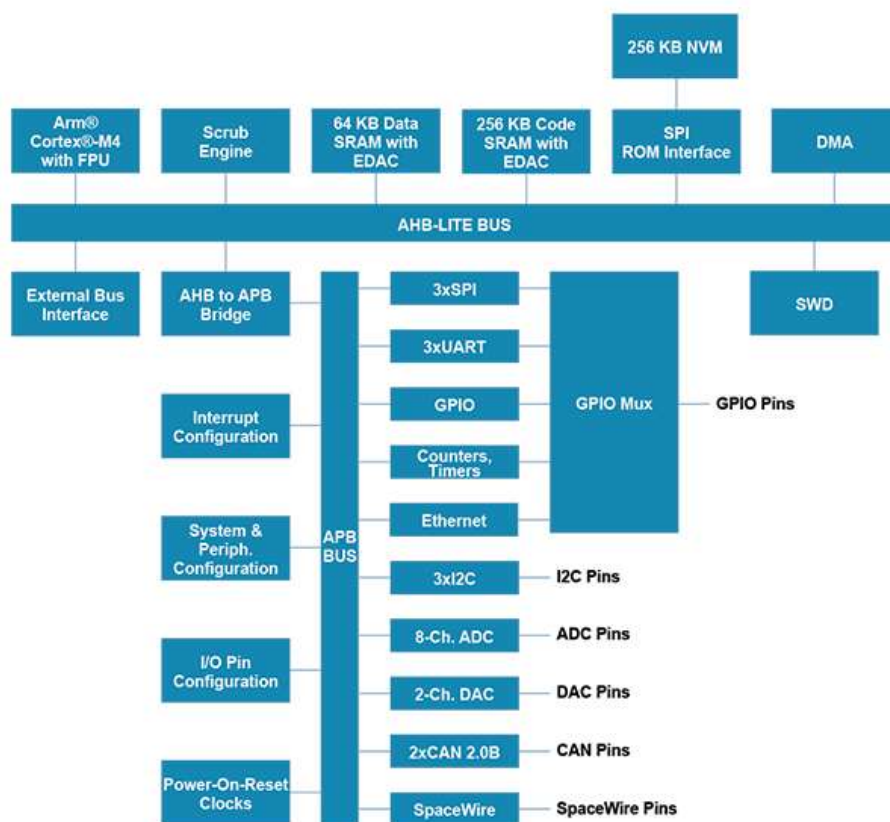 256 KB NVM
Arm®
Cortex®-M4
with FPU
Scrub
Engine
64 KB Data
SRAM with
EDAC
256 KB Code
SRAM with
EDAC
SPI
ROM Interface
DMA
AHB-LITE BUS
External Bus
Interface
AHB to APB
Bridge
3xSPI
SWD
3xUART
Interrupt
Configuration
GPIO
GPIO Mux
GPIO Pins
Counters,
Timers
System &
Periph.
Configuration
APB
BUS
Ethernet
3xI2C
I2C Pins
8-Ch. ADC
ADC Pins
I/O Pin
Configuration
2-Ch. DAC
DAC Pins
2xCAN 2.0B
CAN Pins
Power-On-Reset
Clocks
SpaceWire
SpaceWire Pins